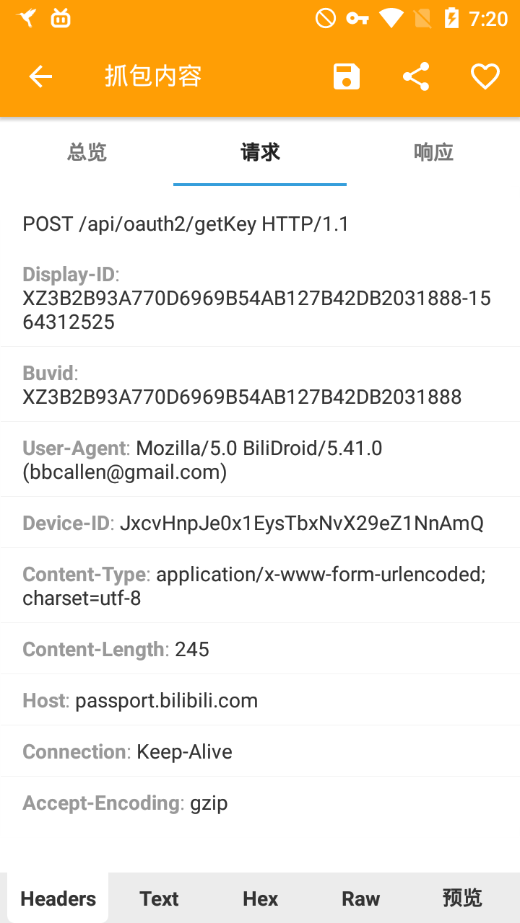 7:20
抓包内容
总览 请求 响应
POST /api/oauth2/getKey HTTP/1.1
Display-ID:
XZ3B2B93A770D6969B54AB127B42DB2031888-15
64312525
Buvid:
XZ3B2B93A770D6969B54AB127B42DB2031888
User-Agent: Mozilla/5.0 BiliDroid/5.41.0
(bbcallen@gmail.com)
Device-ID: JxcvHnpJe0x1EysTbxNvX29eZ1NnAmQ
Content-Type: application/x-www-form-urlencoded;
charset=utf-8
Content-Length: 245
Host: passport.bilibili.com
Connection: Keep-Alive
Accept-Encoding: gzip
Headers Text Hex Raw 预览